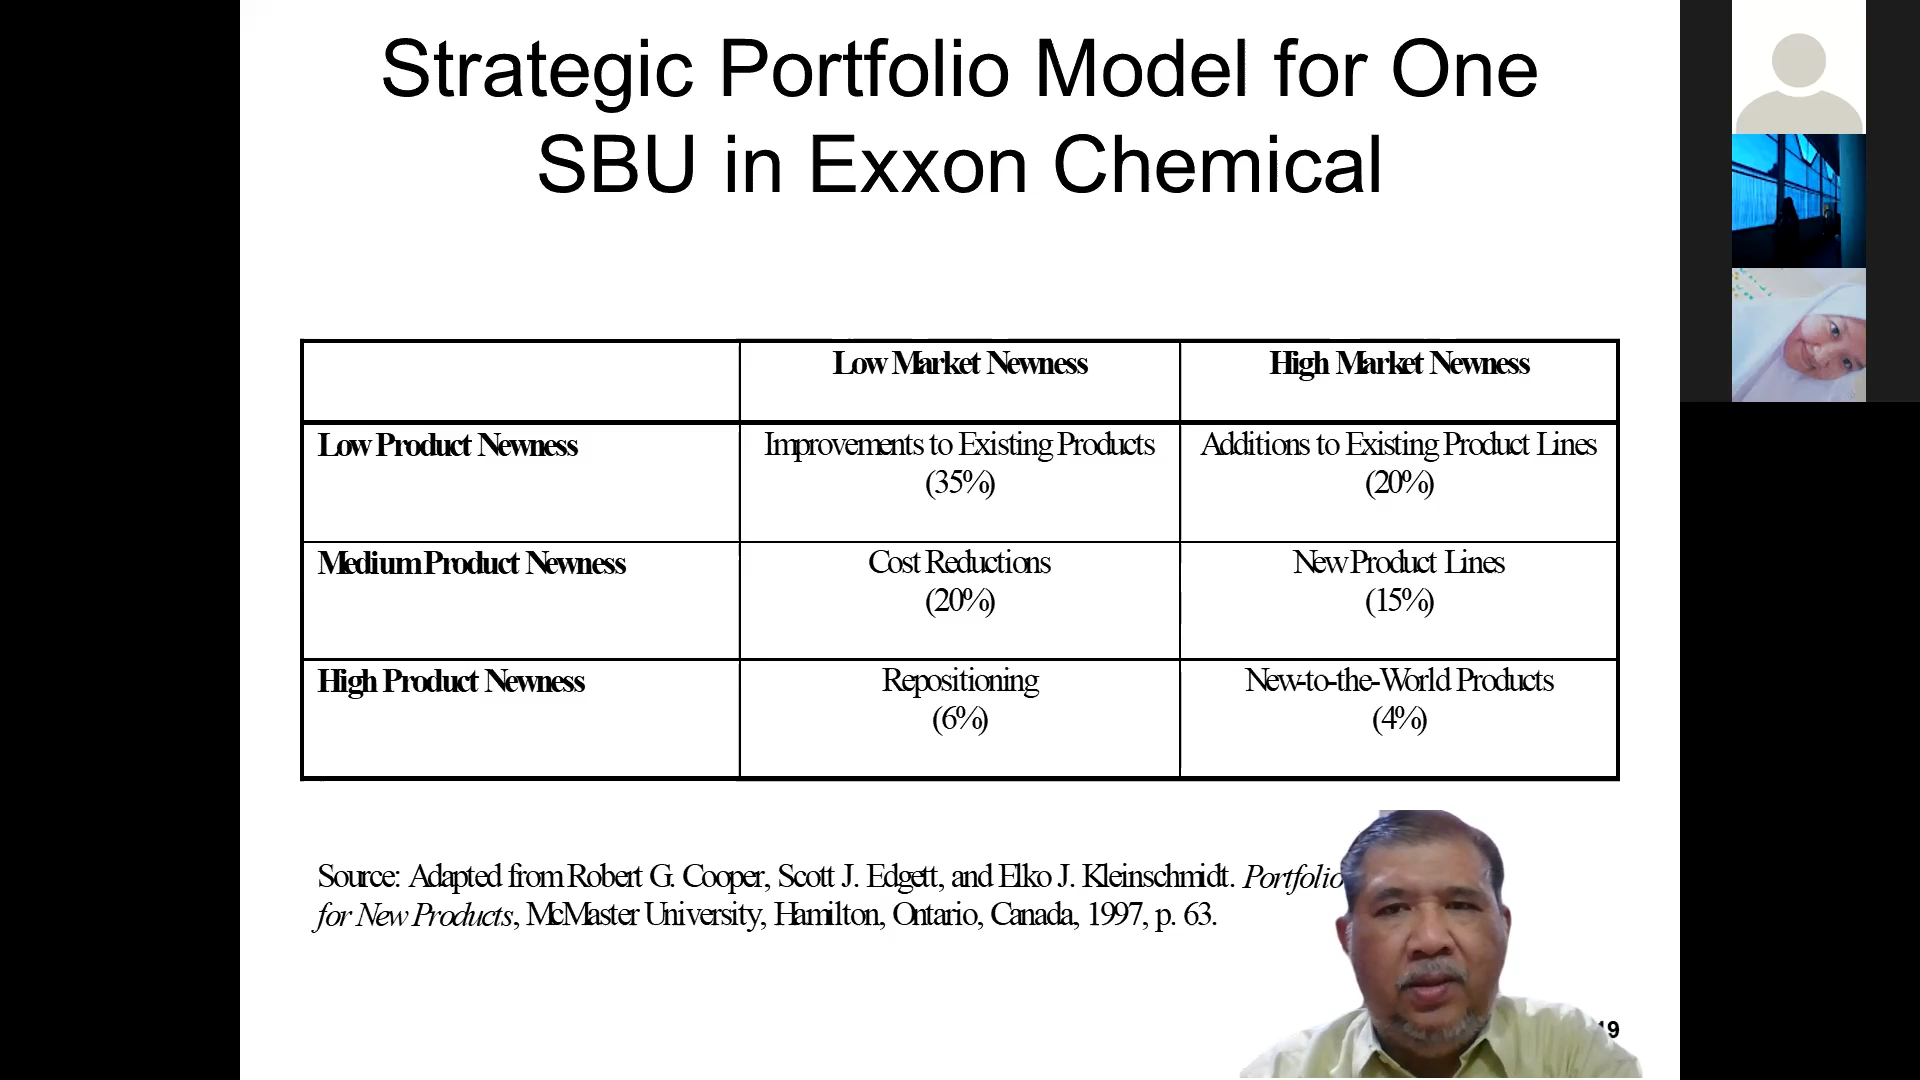 Strategic Portfolio Model for One
SBU in Exxon Chemical
Low Market Newness
High Market Newness
Low Product Newness
Improvements to Existing Products
(35%)
Additions to Existing Product Lines
(20%)
Medium Product Newness
Cost Reductions
(20%)
New Product Lines
(15%)
High Product Newness
Repositioning
(6%)
New-to-the-World Products
(4%)
Source: Adapted from Robert G. Cooper, Scott J. Edgett, and Elko J. Kleinschmidt. Portfolio
for New Products, McMaster University, Hamilton, Ontario, Canada, 1997, p. 63.